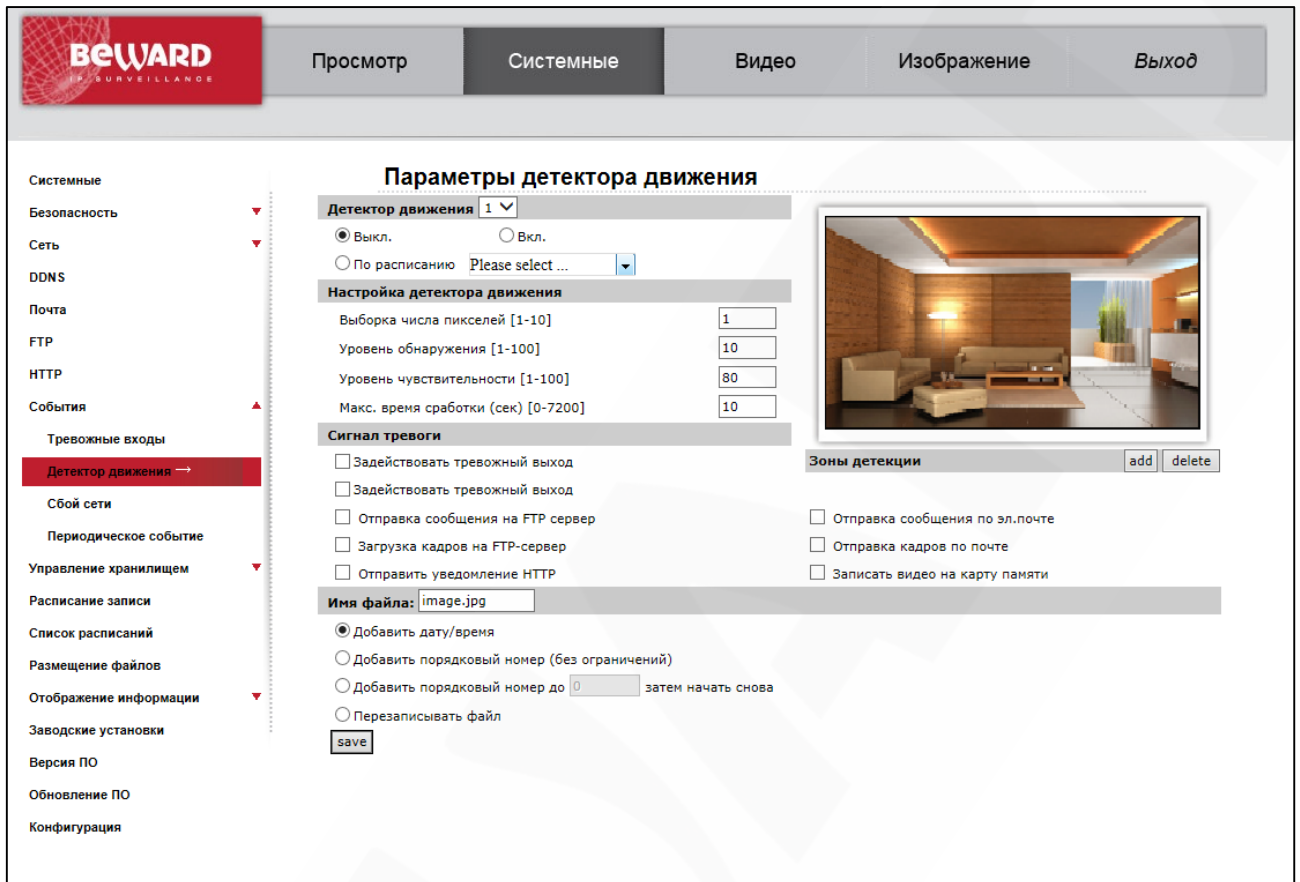 BEWARD
IP SURVEILLANCE
Просмотр
Системные
Видео
Изображение
Выход
Системные
Безопасность
Сеть
DDNS
Почта
FTP
HTTP
События
Тревожные входы
Детектор движения →
Сбой сети
Периодическое событие
Управление хранилищем
Расписание записи
Список расписаний
Размещение файлов
Отображение информации
Заводские установки
Версия ПО
Обновление ПО
Конфигурация
Параметры детектора движения
Детектор движения 1
Выкл. Вкл.
По расписанию Please select ...
Настройка детектора движения
Выборка числа пикселей [1-10] 1
Уровень обнаружения [1-100] 10
Уровень чувствительности [1-100] 80
Макс. время сработки (сек) [0-7200] 10
Сигнал тревоги
Зоны детекции add delete
Задействовать тревожный выход
Задействовать тревожный выход
Отправка сообщения на FTP сервер Отправка сообщения по эл.почте
Загрузка кадров на FTP-сервер Отправка кадров по почте
Отправить уведомление HTTP Записать видео на карту памяти
Имя файла: image.jpg
Добавить дату/время
Добавить порядковый номер (без ограничений)
Добавить порядковый номер до 0 затем начать снова
Перезаписывать файл
save